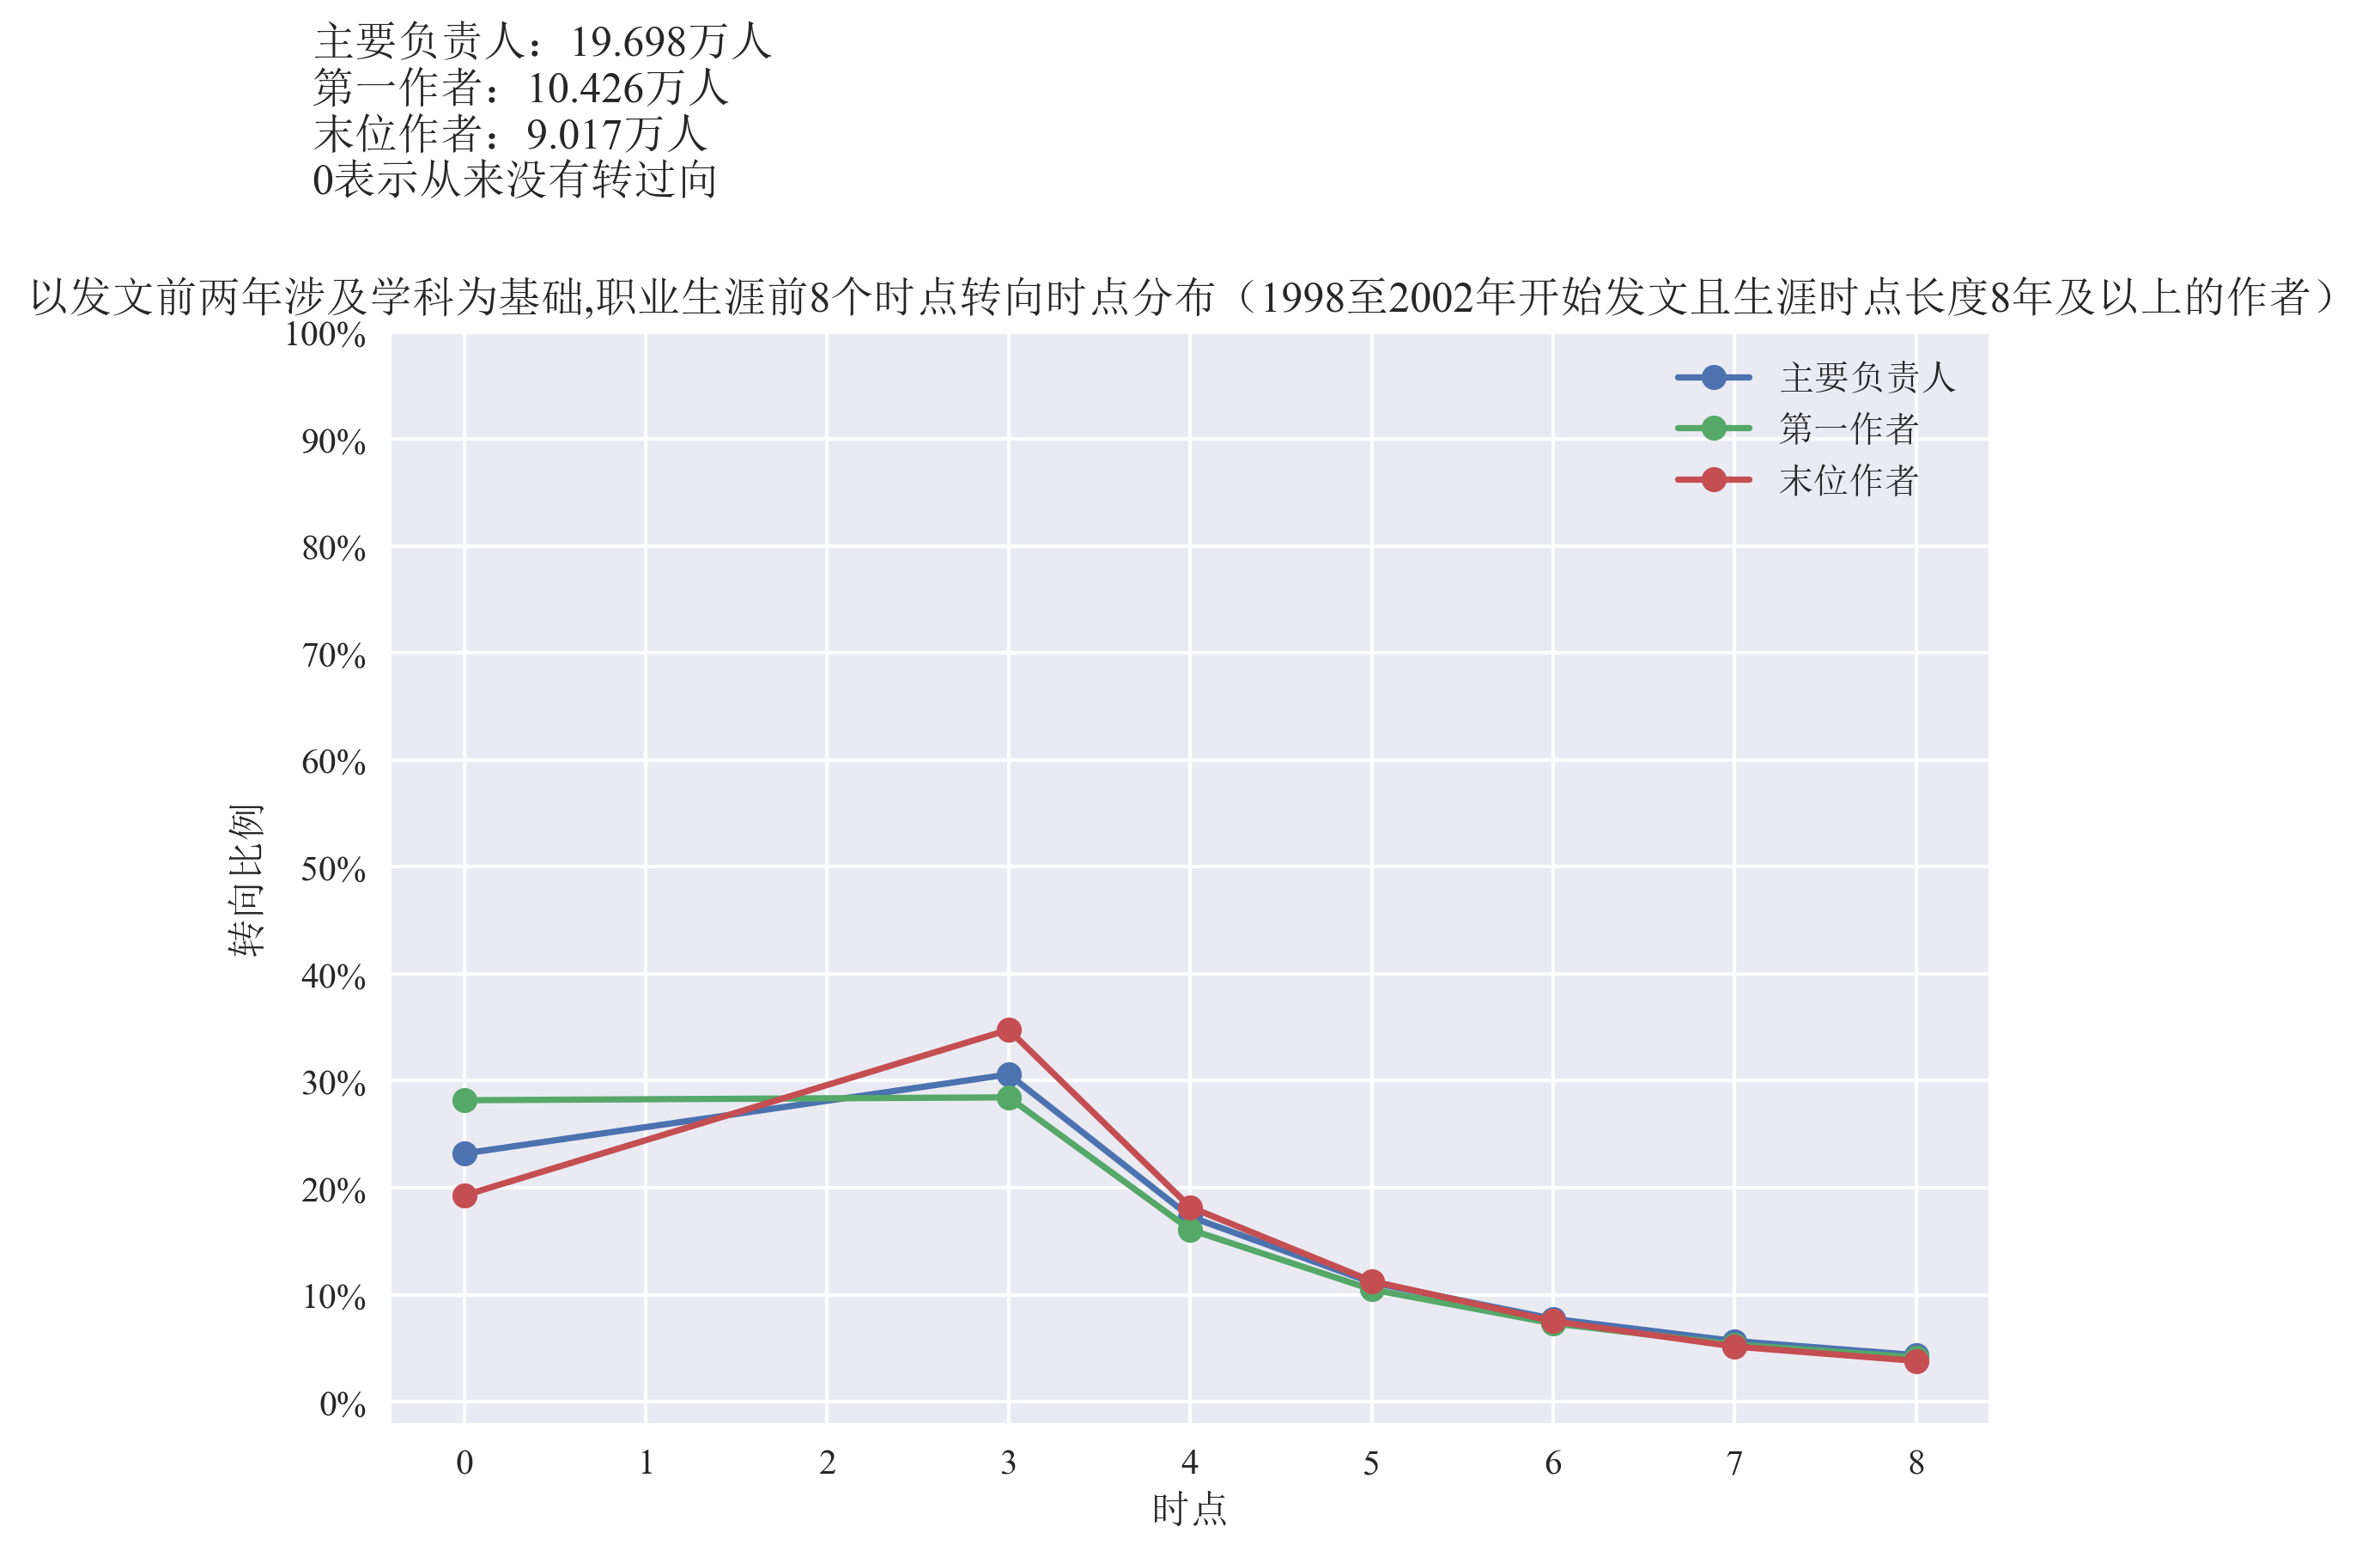 主要负责人：19.698万人
第一作者：10.426万人
末位作者：9.017万人
0表示从来没有转过向
以发文前两年涉及学科为基础,职业生涯前8个时点转向时点分布（1998至2002年开始发文且生涯时点长度8年及以上的作者）
100%
90%
80%
70%
60%
50%
40%
30%
20%
10%
0%
转向比例
主要负责人
第一作者
末位作者
0 1 2 3 4 5 6 7 8
时点